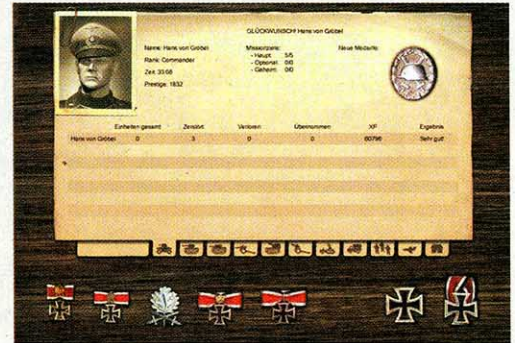 GLÜCKWUNSCH! Hans von Gröbel
Name: Hans von Gröbel
Rank: Commander
Zeit: 33:08
Prestige: 1832
Missionsziele:
- Haupt: 5/5
- Optional: 0/0
- Geheim: 0/0
Neue Medaille
Einheiten gesamt Zerstört Verloren Übernommen XP Ergebnis
Hans von Gröbel 0 3 0 0 60796 Sehr gut